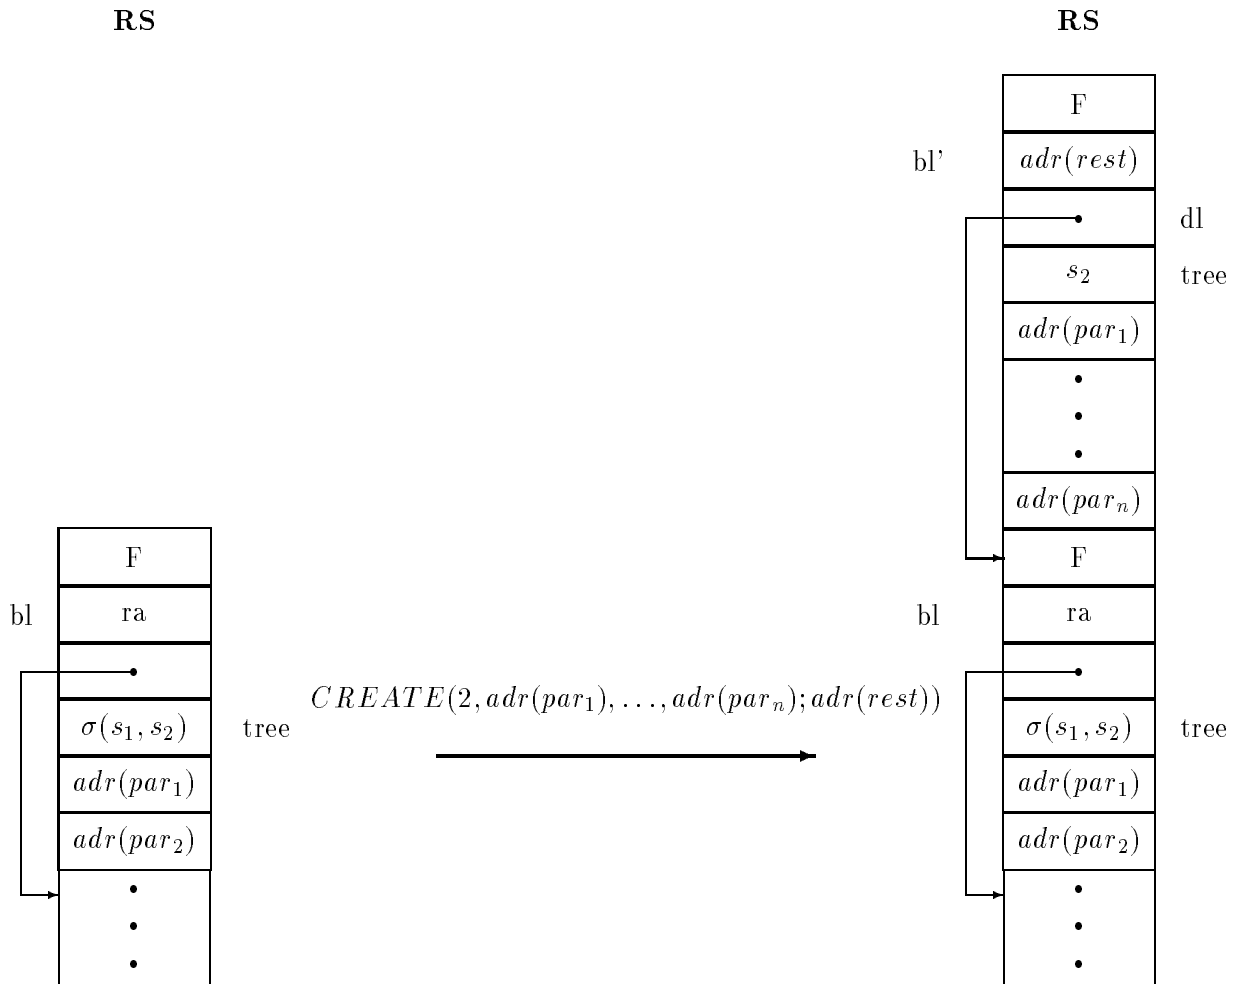 RS
RS
F
bl' adr(rest)
dl
s₂ tree
adr(par₁)
adr(parₙ)
F
F
bl ra
bl ra
CREATE(2, adr(par₁), ..., adr(parₙ); adr(rest))
σ(s₁, s₂) tree
σ(s₁, s₂) tree
adr(par₁)
adr(par₁)
adr(par₂)
adr(par₂)